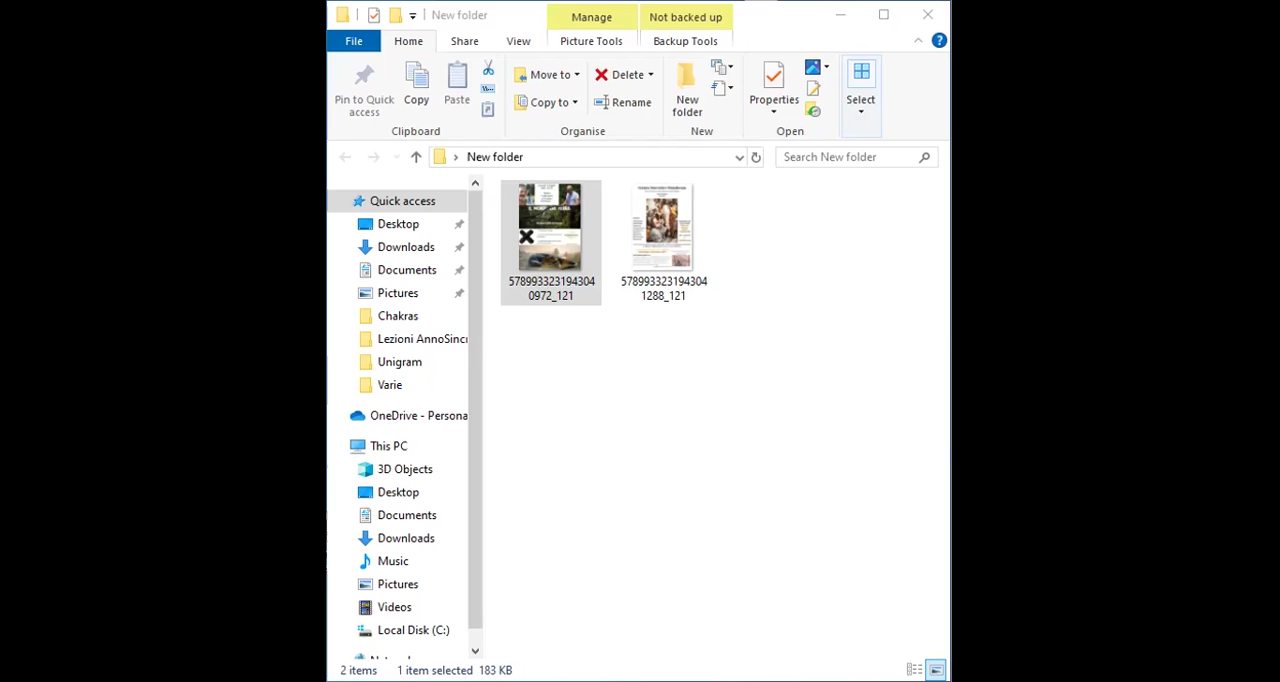 New folder
Manage
Not backed up
File
Home
Share
View
Picture Tools
Backup Tools
Pin to Quick
access
Copy
Paste
Move to
Copy to
Delete
Rename
New
folder
Properties
Select
Clipboard
Organise
New
Open
New folder
Search New folder
Quick access
Desktop
Downloads
Documents
Pictures
Chakras
Lezioni AnnoSincr
Unigram
Varie
OneDrive - Persona
This PC
3D Objects
Desktop
Documents
Downloads
Music
Pictures
Videos
Local Disk (C:)
578993323194304
0972_121
578993323194304
1288_121
2 items
1 item selected 183 KB